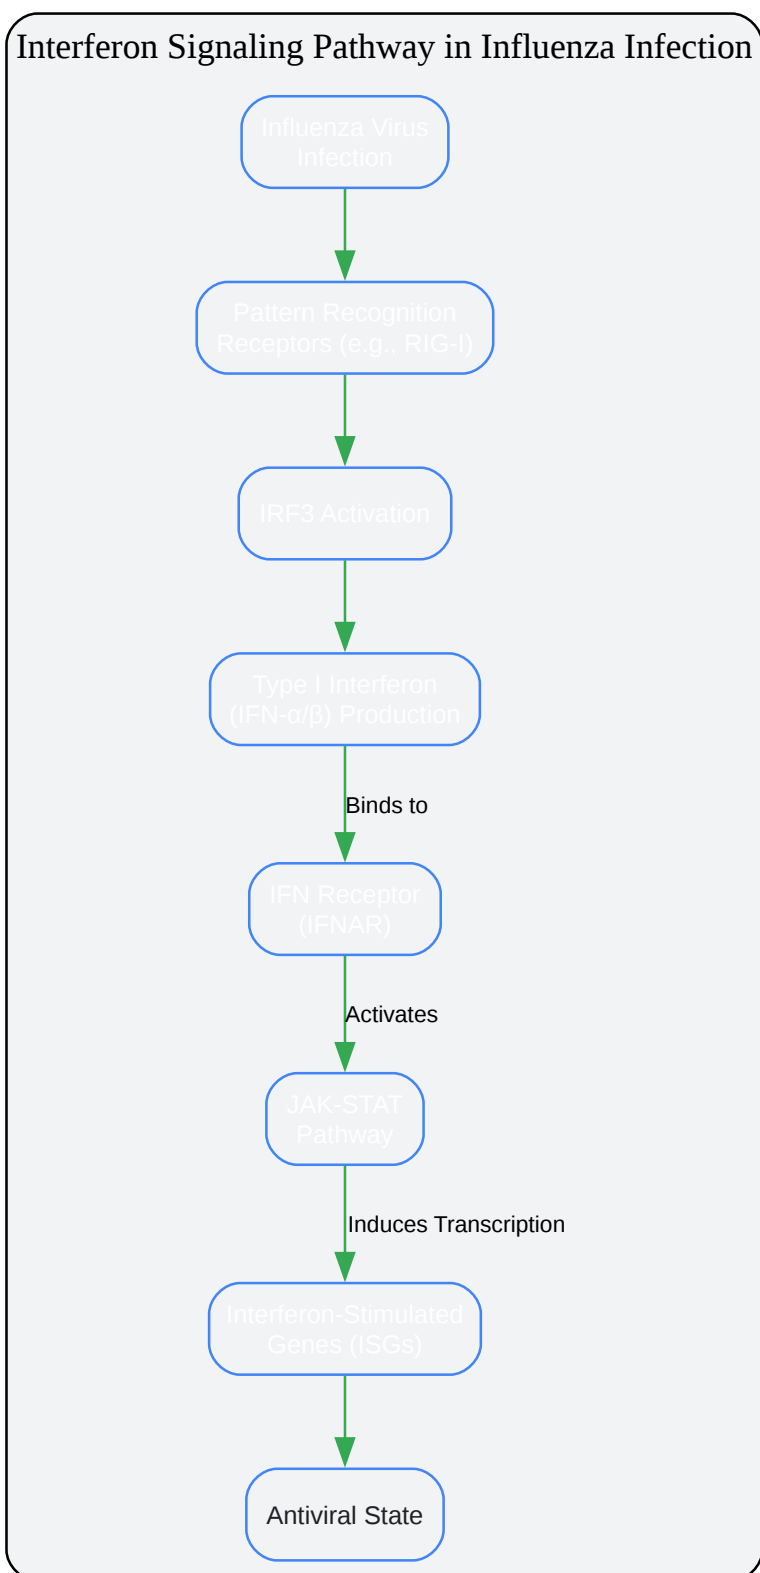 Interferon Signaling Pathway in Influenza Infection
Influenza Virus
Infection
Pattern Recognition
Receptors (e.g., RIG-I)
IRF3 Activation
Type I Interferon
(IFN-α/β) Production
Binds to
IFN Receptor
(IFNAR)
Activates
JAK-STAT
Pathway
Induces Transcription
Interferon-Stimulated
Genes (ISGs)
Antiviral State